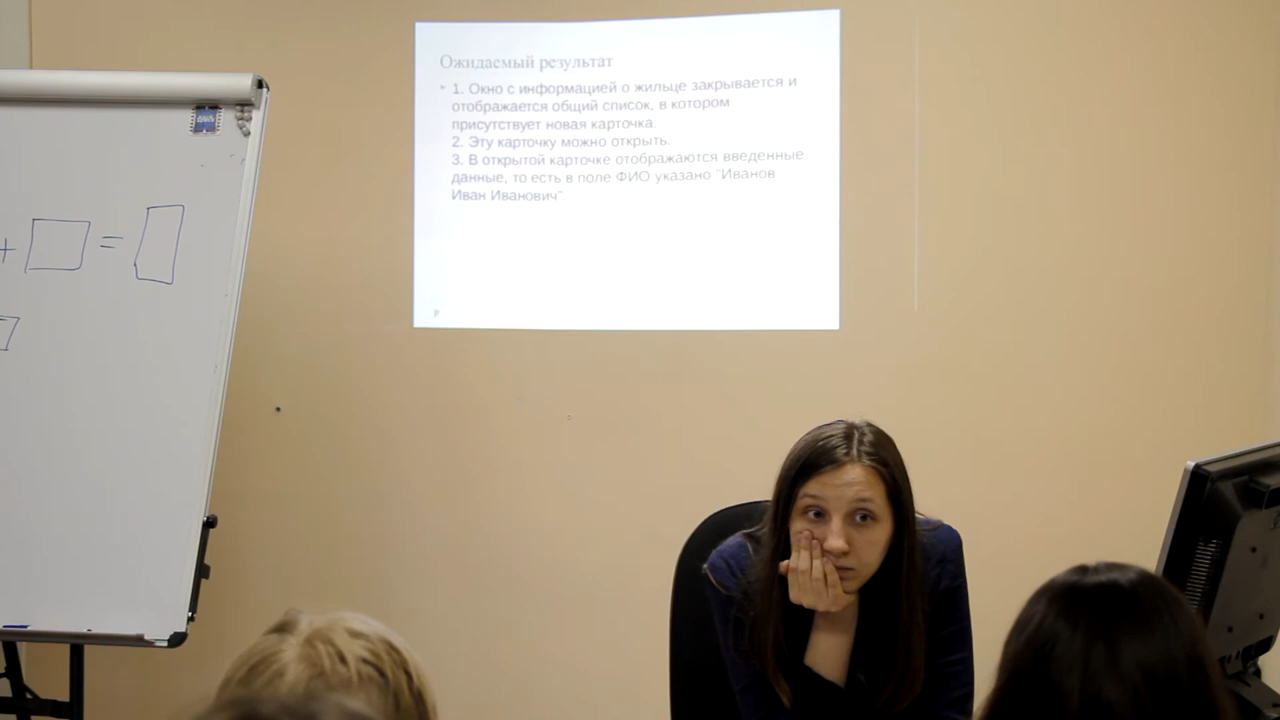 Ожидаемый результат
1. Окно с информацией о жильце закрывается и
отображается общий список, в котором
присутствует новая карточка.
2. Эту карточку можно открыть.
3. В открытой карточке отображаются введенные
данные, то есть в поле ФИО указано "Иванов
Иван Иванович"
+ =